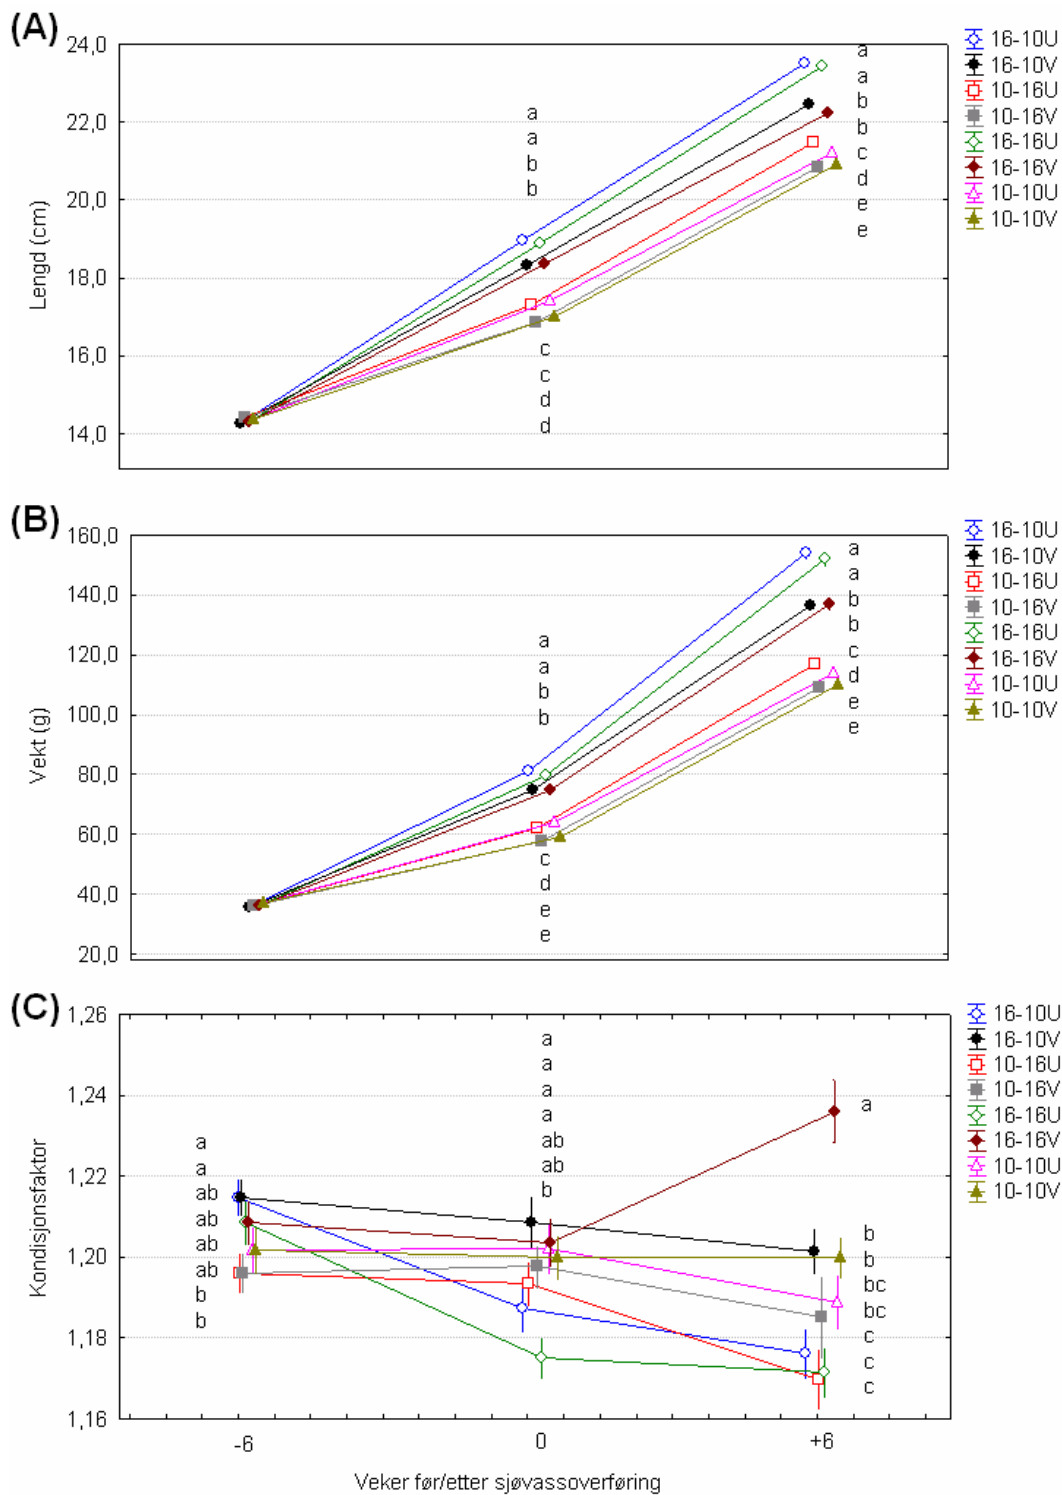 (A)
24,0
22,0
20,0
18,0
16,0
14,0
Lengd (cm)
a
a
b
b
c
c
d
d
a
a
b
b
c
d
e
e
16-10U
16-10V
10-16U
10-16V
16-16U
16-16V
10-10U
10-10V
(B)
160,0
140,0
120,0
100,0
80,0
60,0
40,0
20,0
Vekt (g)
a
a
b
b
c
d
e
e
a
a
b
b
c
d
e
e
16-10U
16-10V
10-16U
10-16V
16-16U
16-16V
10-10U
10-10V
(C)
1,26
1,24
1,22
1,20
1,18
1,16
Kondisjonsfaktor
a
a
ab
ab
ab
ab
b
b
a
a
a
a
ab
ab
b
a
b
b
bc
bc
c
c
c
16-10U
16-10V
10-16U
10-16V
16-16U
16-16V
10-10U
10-10V
-6
0
+6
Veker før/etter sjøvassoverføring